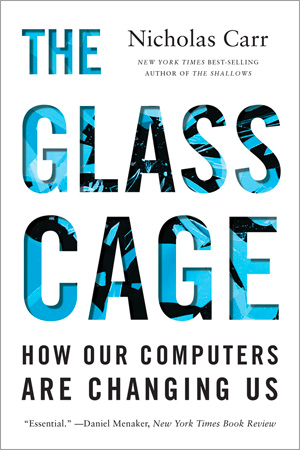 THE
Nicholas Carr
NEW YORK TIMES BEST-SELLING
AUTHOR OF THE SHALLOWS
GLASS
CAGE
HOW OUR COMPUTERS
ARE CHANGING US
“Essential.” —Daniel Menaker, New York Times Book Review